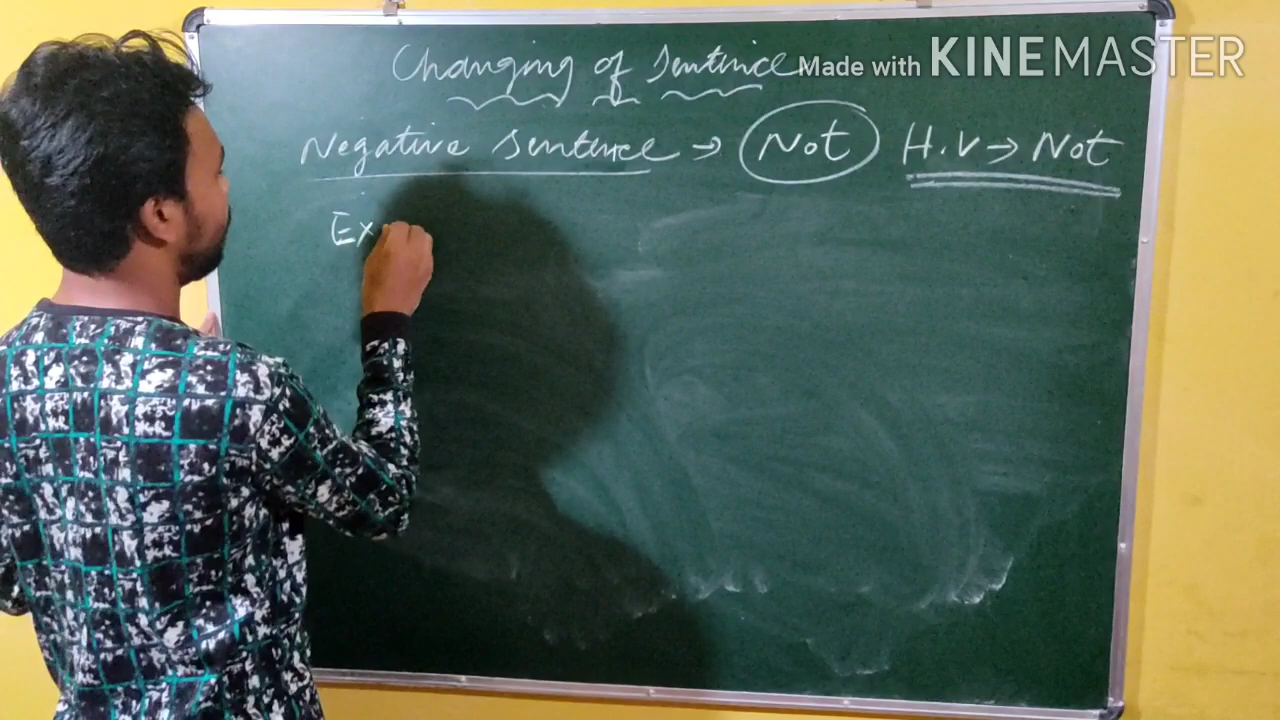 Changing of Sentence
Made with KINEMASTER
Negative Sentence → Not H.V → Not
Ex